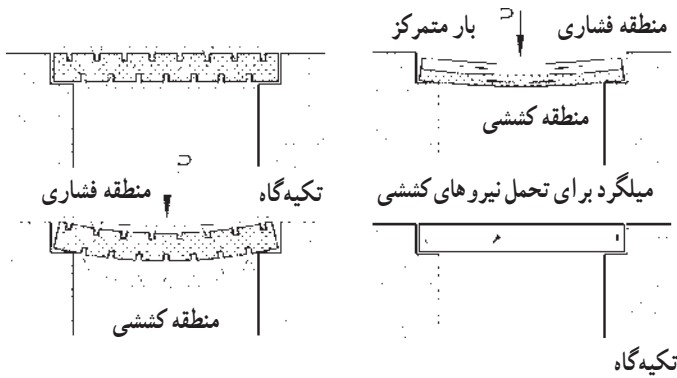 منطقه فشاری
بار متمرکز
منطقه کششی
میلگرد برای تحمل نیروهای کششی
تکیه‌گاه
منطقه فشاری
منطقه کششی
تکیه‌گاه